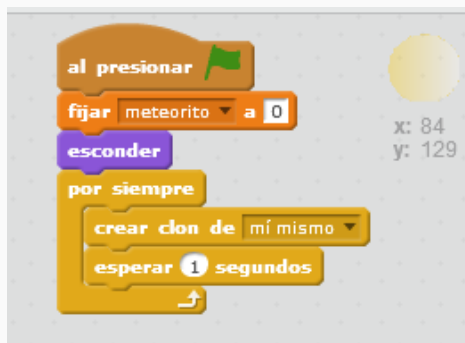 al presionar
fijar meteorito a 0
esconder
por siempre
crear clon de mí mismo
esperar 1 segundos
x: 84
y: 129